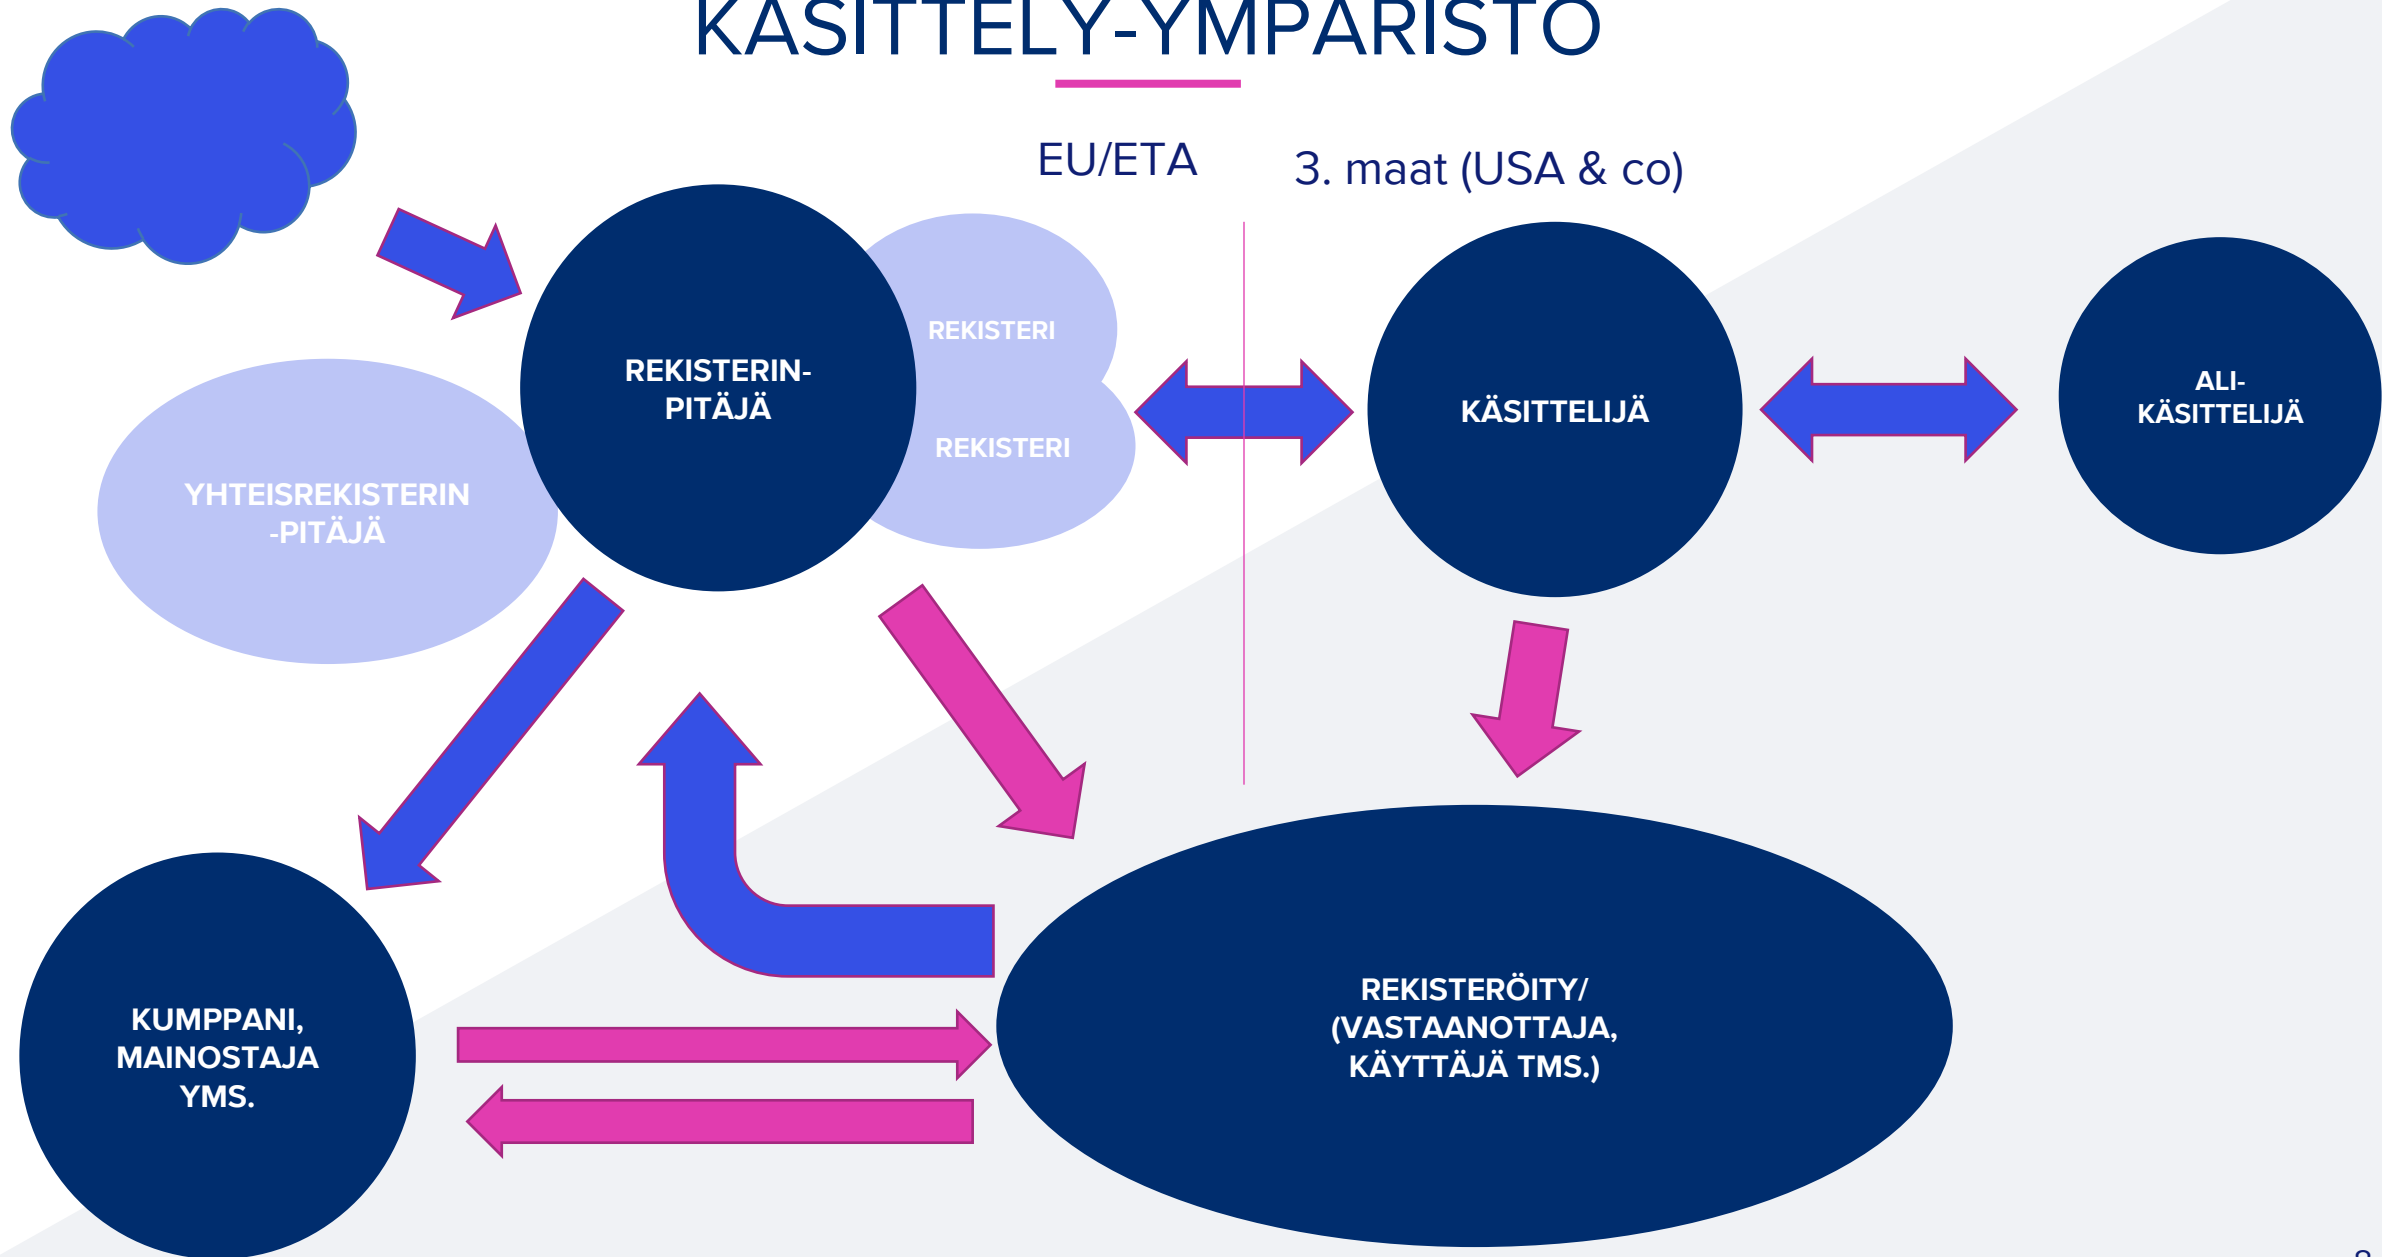 KÄSITTELY-YMPÄRISTÖ
EU/ETA
3. maat (USA & co)
REKISTERI
REKISTERIN-
PITÄJÄ
REKISTERI
KÄSITTELIJÄ
ALI-
KÄSITTELIJÄ
YHTEISREKISTERIN
-PITÄJÄ
KUMPPANI,
MAINOSTAJA
YMS.
REKISTERÖITY/
(VASTAANOTTAJA,
KÄYTTÄJÄ TMS.)